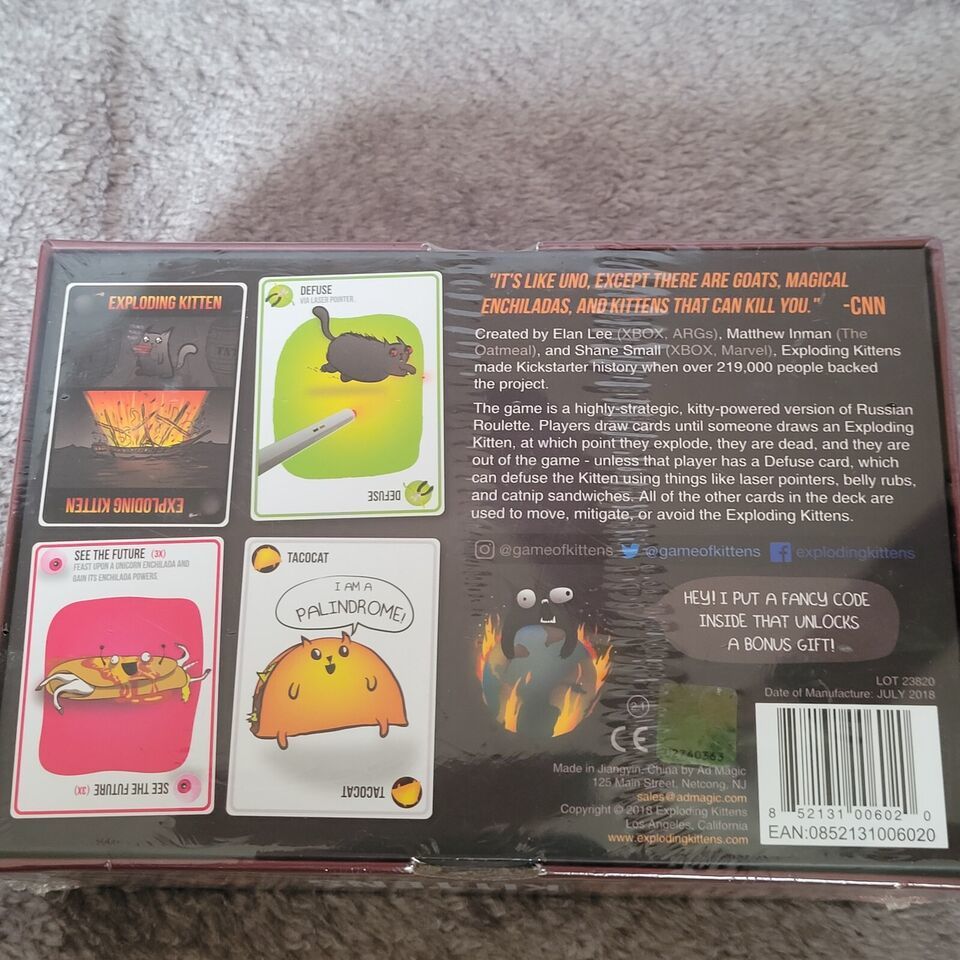 EXPLODING KITTEN
EXPLODING KITTEN
DEFUSE
VIA LASER POINTER.
DEFUSE
SEE THE FUTURE (3X)
FEAST UPON A UNICORN ENCHILADA AND
GAIN ITS ENCHILADA POWERS.
SEE THE FUTURE (3X)
TACOCAT
I AM A
PALINDROME!
TACOCAT
"IT'S LIKE UNO, EXCEPT THERE ARE GOATS, MAGICAL
ENCHILADAS, AND KITTENS THAT CAN KILL YOU." -CNN
Created by Elan Lee (XBOX, ARGs), Matthew Inman (The
Oatmeal), and Shane Small (XBOX, Marvel), Exploding Kittens
made Kickstarter history when over 219,000 people backed
the project.
The game is a highly-strategic, kitty-powered version of Russian
Roulette. Players draw cards until someone draws an Exploding
Kitten, at which point they explode, they are dead, and they are
out of the game - unless that player has a Defuse card, which
can defuse the Kitten using things like laser pointers, belly rubs,
and catnip sandwiches. All of the other cards in the deck are
used to move, mitigate, or avoid the Exploding Kittens.
@gameofkittens @gameofkittens explodingkittens
HEY! I PUT A FANCY CODE
INSIDE THAT UNLOCKS
A BONUS GIFT!
LOT 23820
Date of Manufacture: JULY 2018
CE
Made in Jiangyin, China by Ad Magic
125 Main Street, Netcong, NJ
sales@admagic.com
Copyright © 2018 Exploding Kittens
Los Angeles, California
www.explodingkittens.com
8 52131 00602 0
EAN:0852131006020